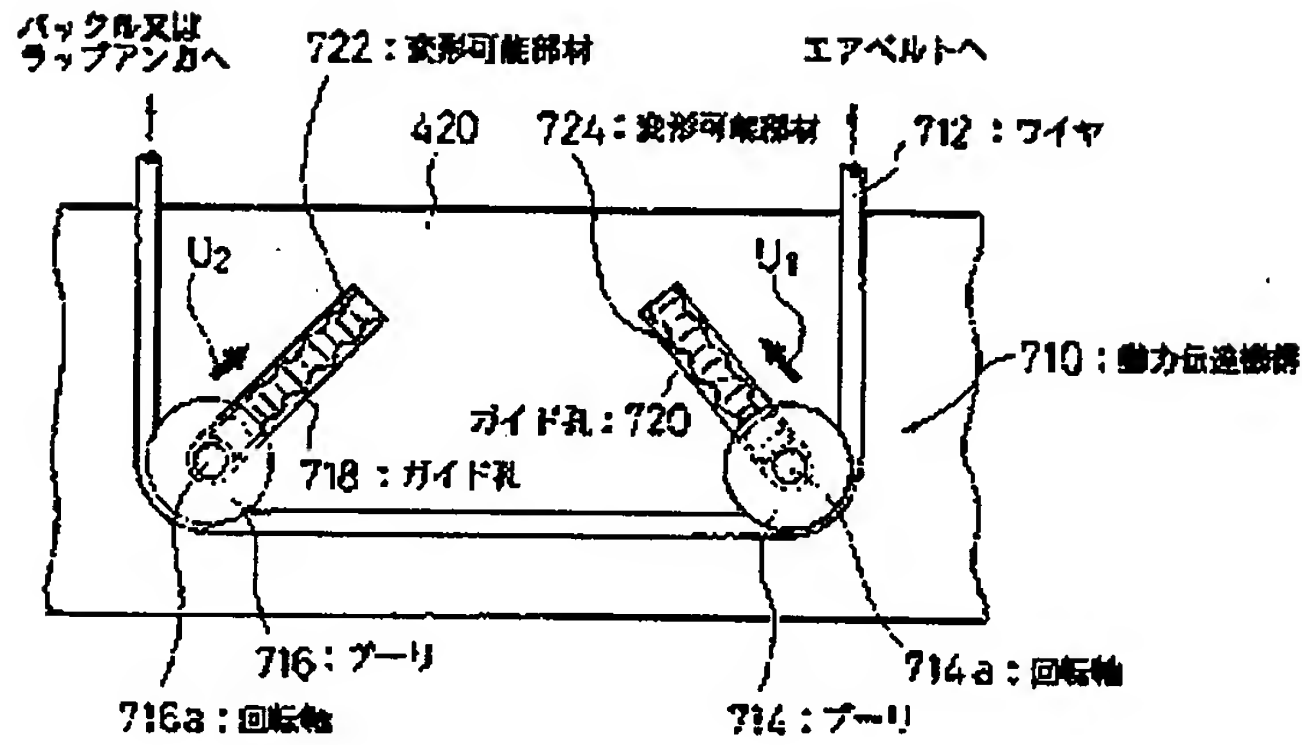 バックル又は
ラップアンカへ
722：変形可能部材
エアベルトへ
420
724：変形可能部材
712：ワイヤ
U2
U1
710：動力伝達機構
ガイド孔：720
718：ガイド孔
716：プーリ
714a：回転軸
716a：回転軸
714：プーリ